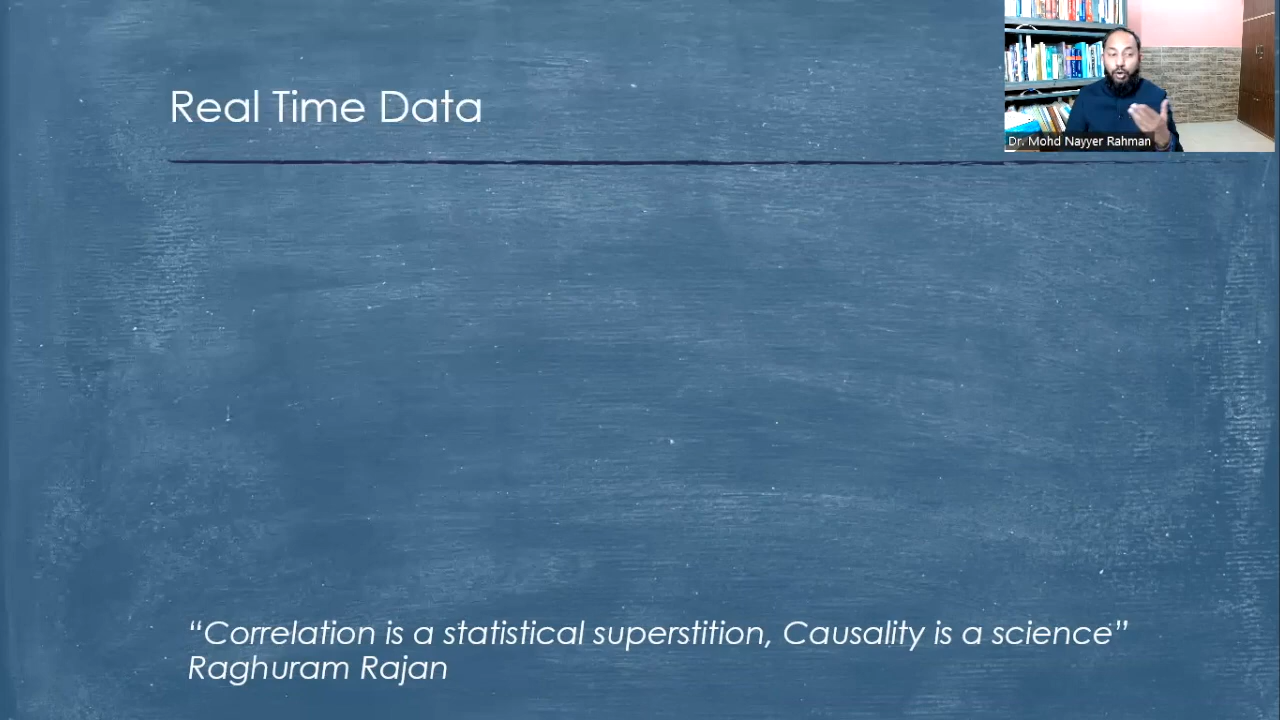 Real Time Data
Dr. Mohd Nayyer Rahman
“Correlation is a statistical superstition, Causality is a science”
Raghuram Rajan